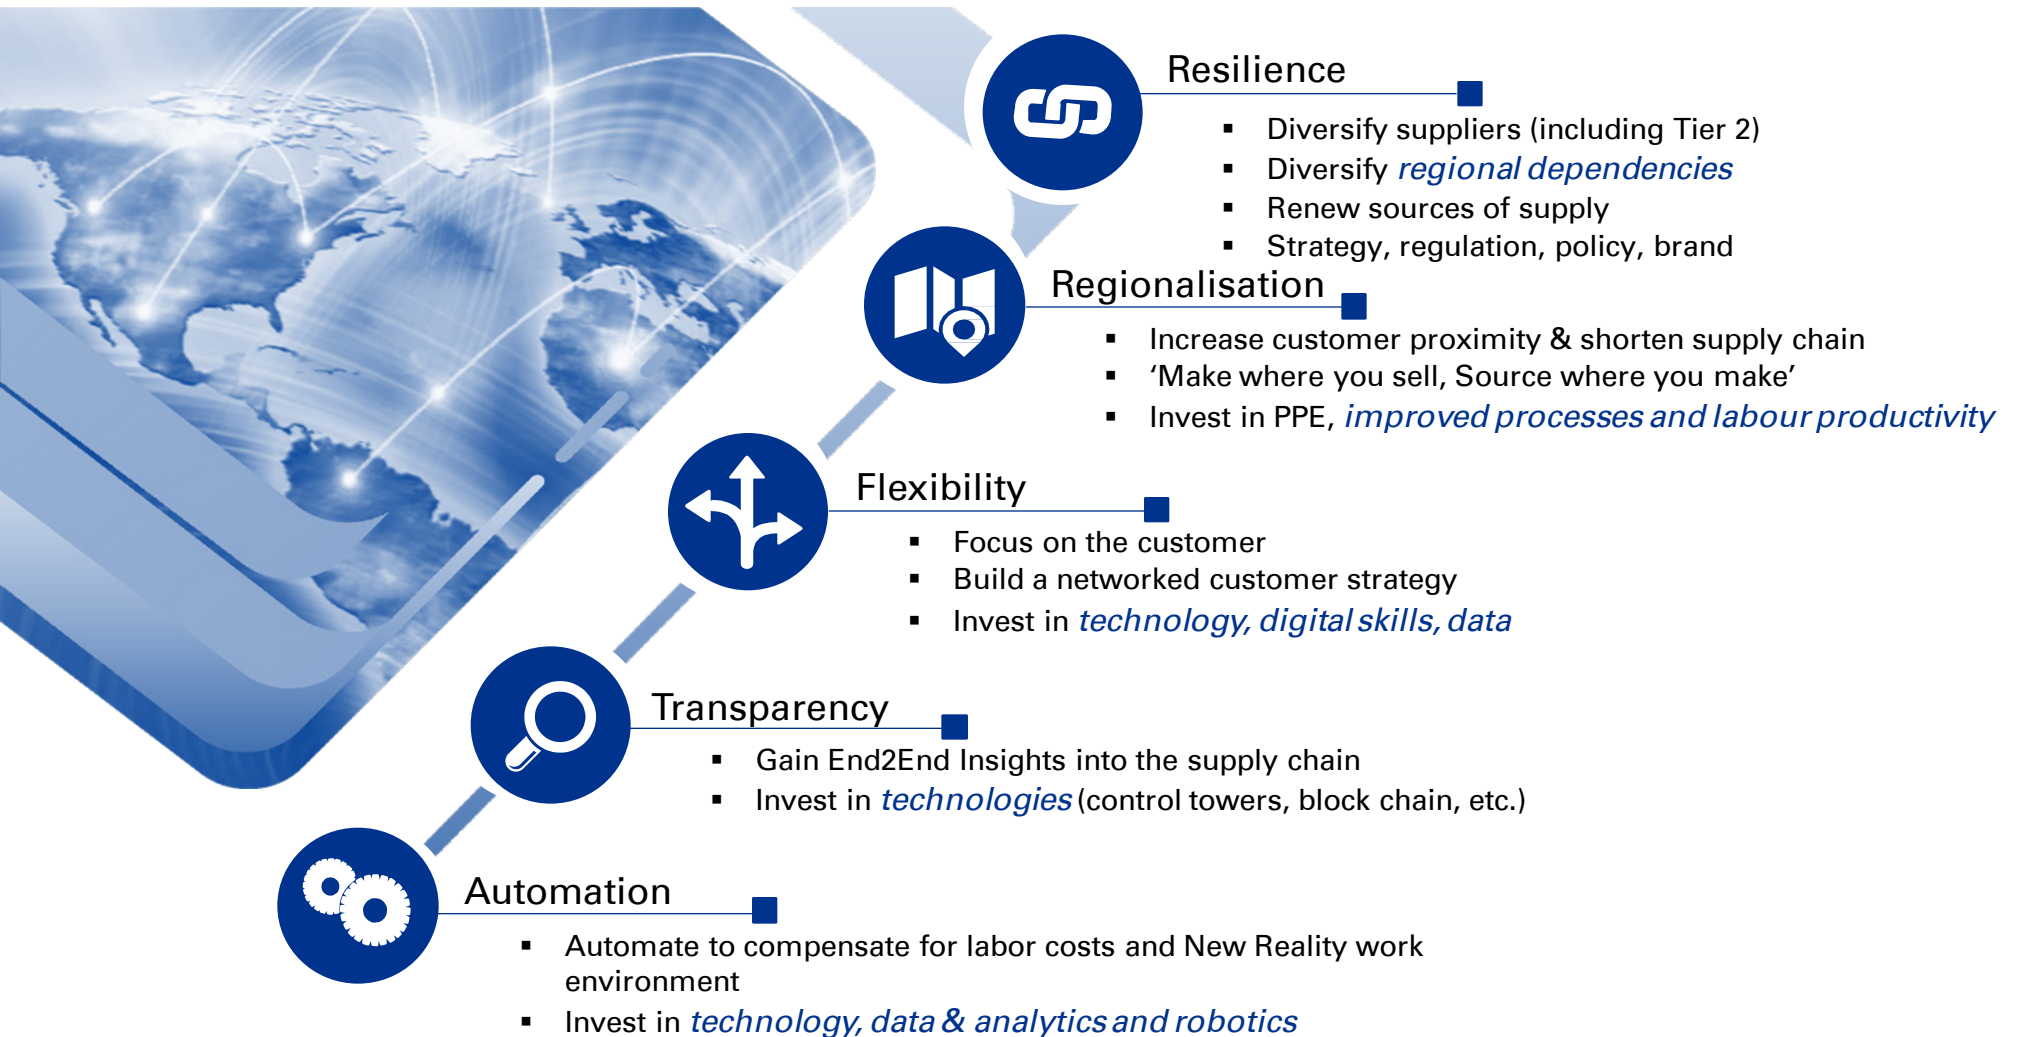 Resilience
▪ Diversify suppliers (including Tier 2)
▪ Diversify regional dependencies
▪ Renew sources of supply
▪ Strategy, regulation, policy, brand
Regionalisation
▪ Increase customer proximity & shorten supply chain
▪ ‘Make where you sell, Source where you make’
▪ Invest in PPE, improved processes and labour productivity
Flexibility
▪ Focus on the customer
▪ Build a networked customer strategy
▪ Invest in technology, digital skills, data
Transparency
▪ Gain End2End Insights into the supply chain
▪ Invest in technologies (control towers, block chain, etc.)
Automation
▪ Automate to compensate for labor costs and New Reality work
environment
▪ Invest in technology, data & analytics and robotics